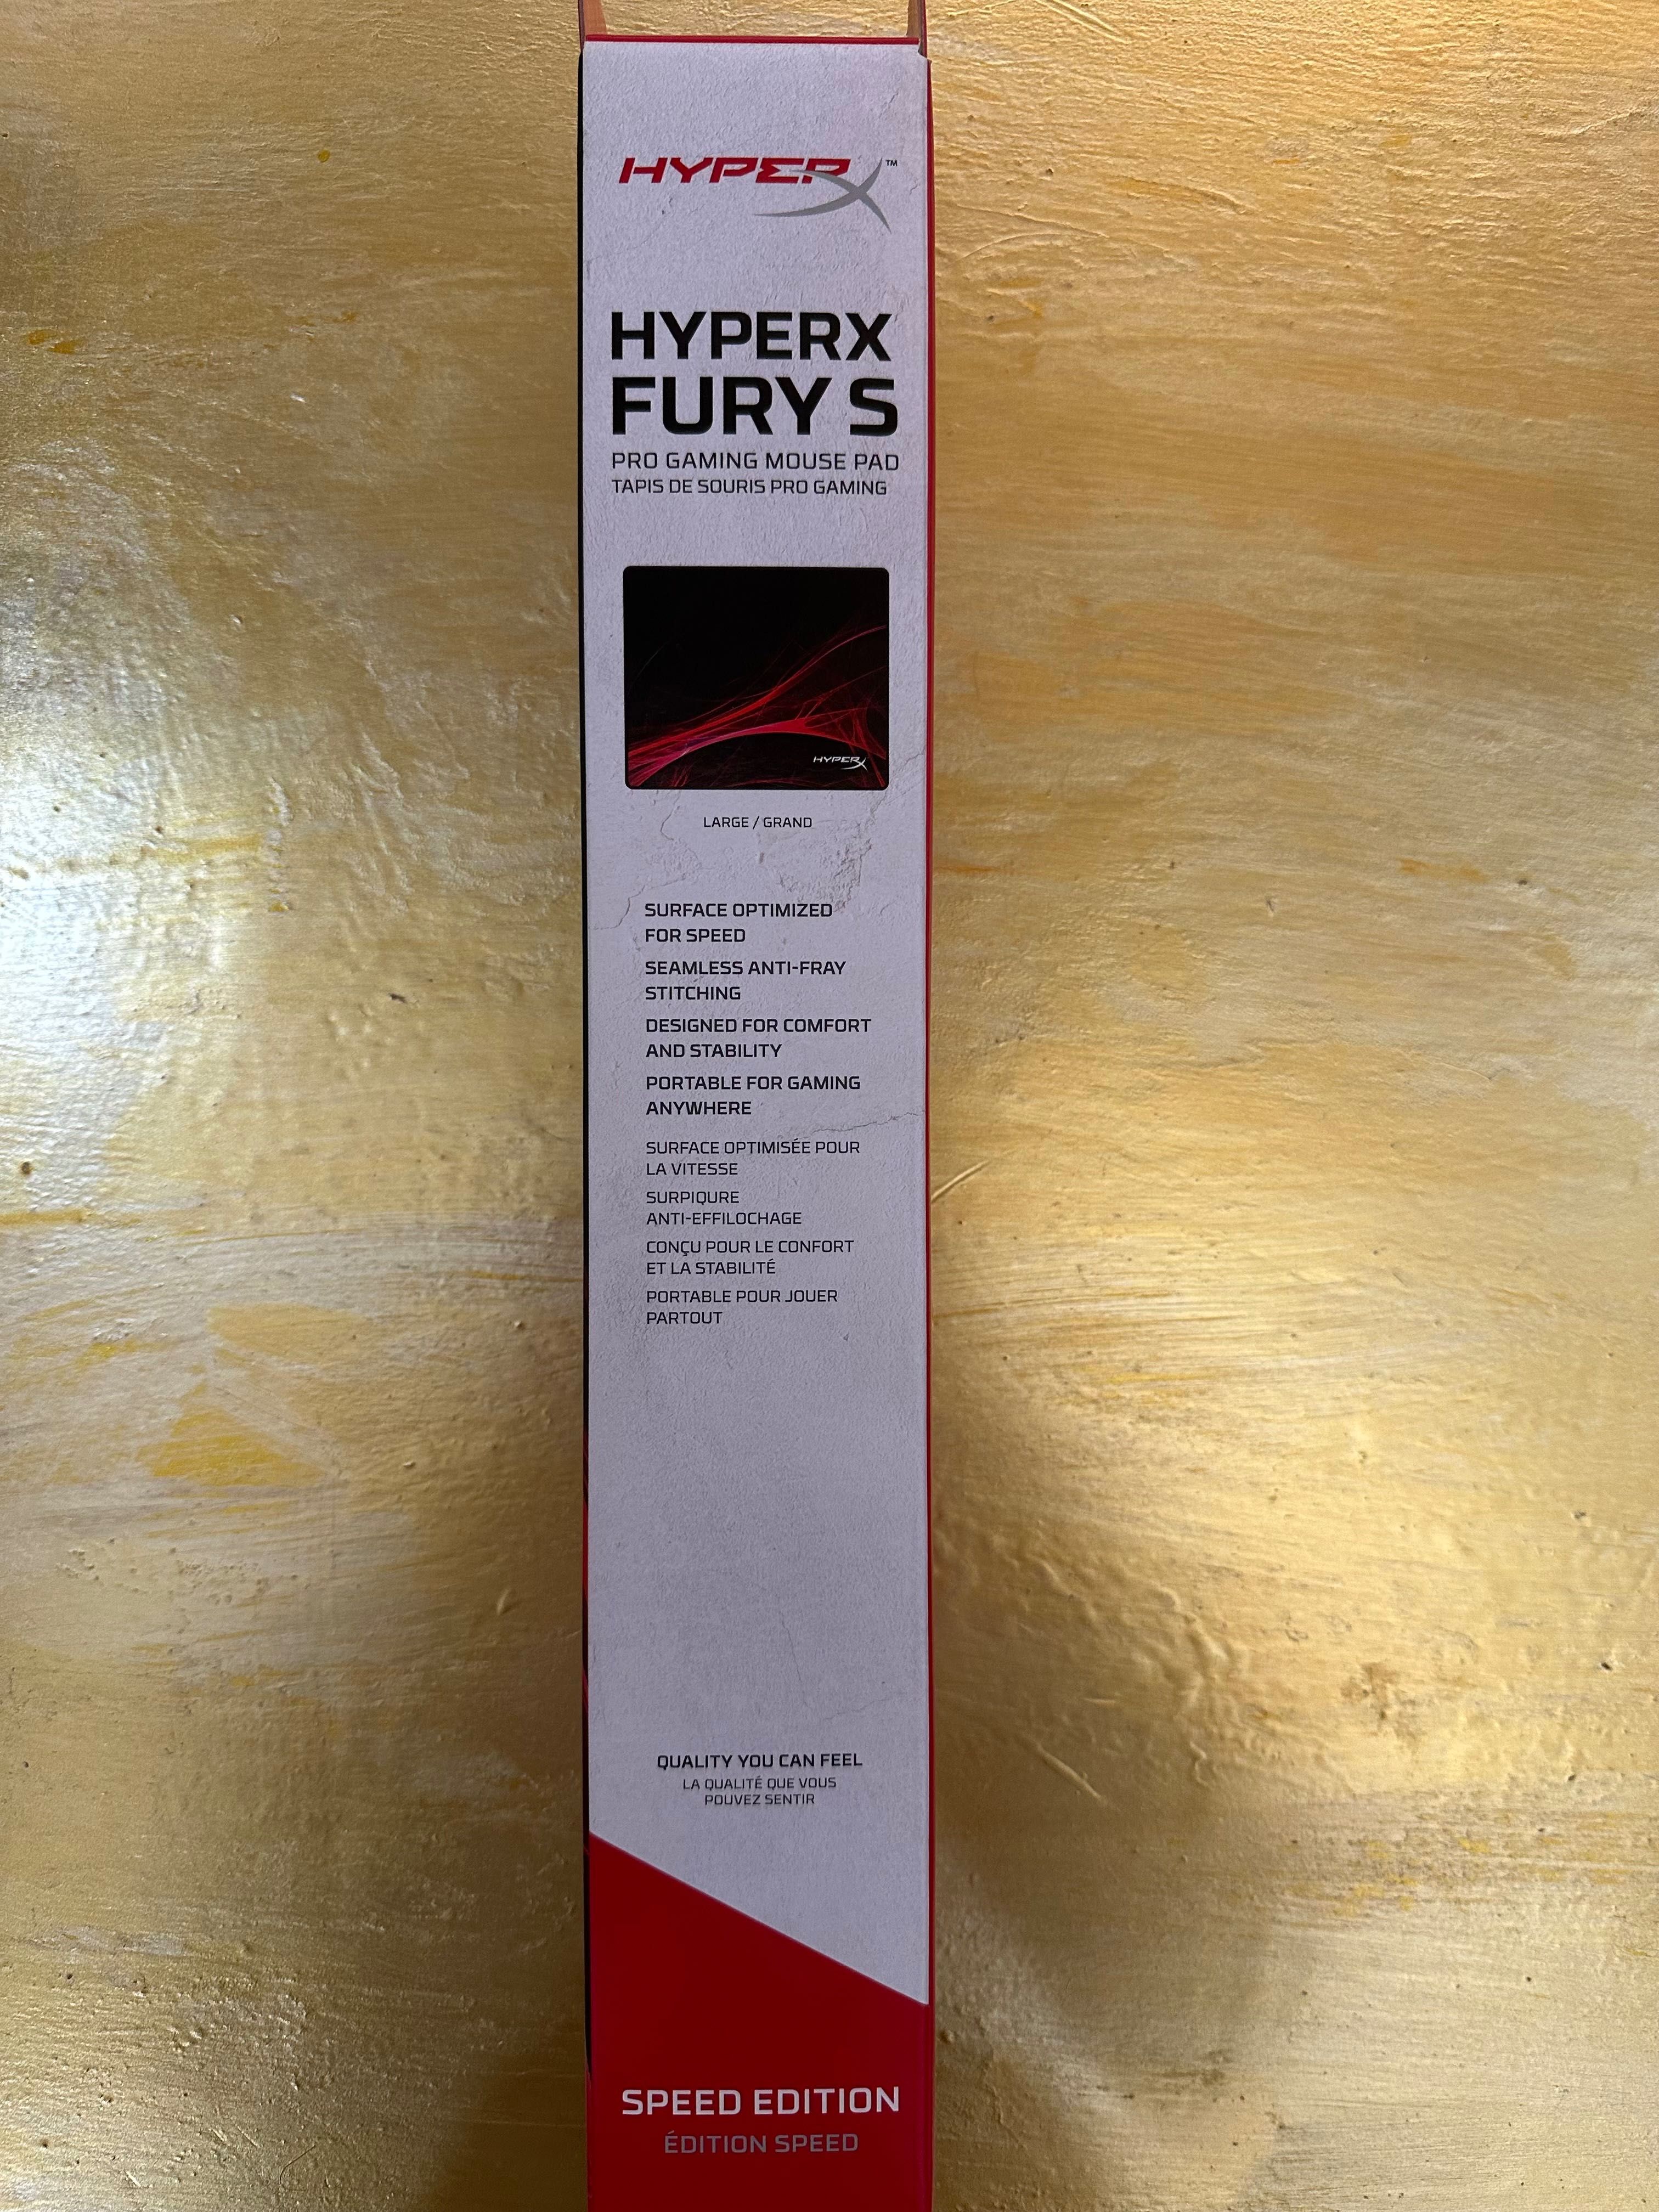 HYPERX™
HYPERX
FURY S
PRO GAMING MOUSE PAD
TAPIS DE SOURIS PRO GAMING
HYPERX
LARGE / GRAND
SURFACE OPTIMIZED
FOR SPEED
SEAMLESS ANTI-FRAY
STITCHING
DESIGNED FOR COMFORT
AND STABILITY
PORTABLE FOR GAMING
ANYWHERE
SURFACE OPTIMISÉE POUR
LA VITESSE
SURPIQURE
ANTI-EFFILOCHAGE
CONÇU POUR LE CONFORT
ET LA STABILITÉ
PORTABLE POUR JOUER
PARTOUT
QUALITY YOU CAN FEEL
LA QUALITÉ QUE VOUS
POUVEZ SENTIR
SPEED EDITION
ÉDITION SPEED